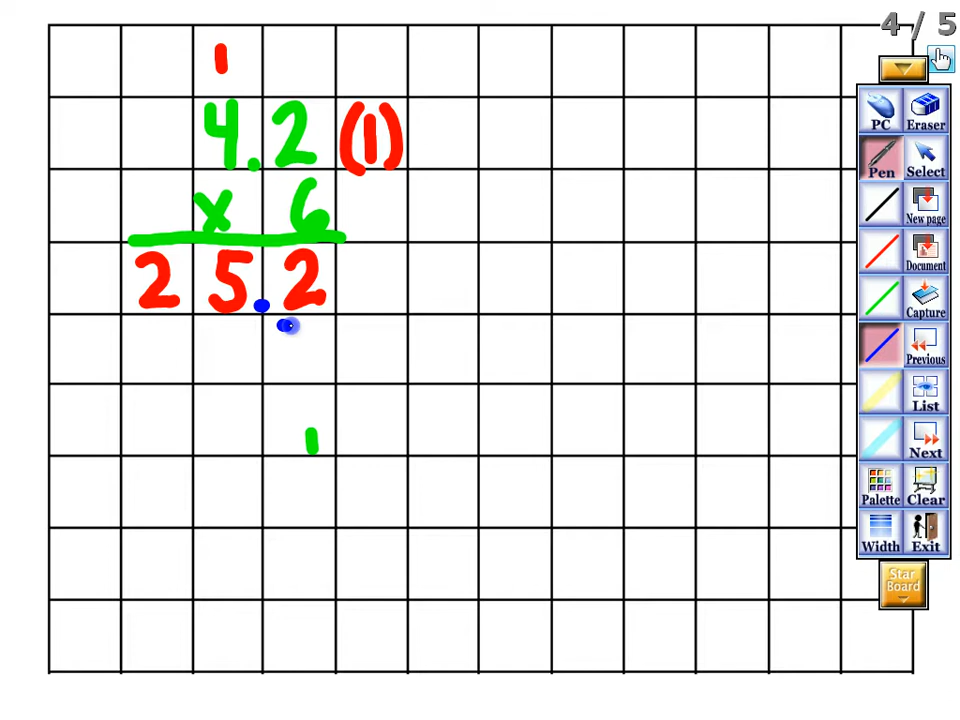 4 / 5
1
4.2 (1)
x 6
25.2
1
PC
Eraser
Pen
Select
New page
Document
Capture
Previous
List
Next
Palette
Clear
Width
Exit
Star
Board